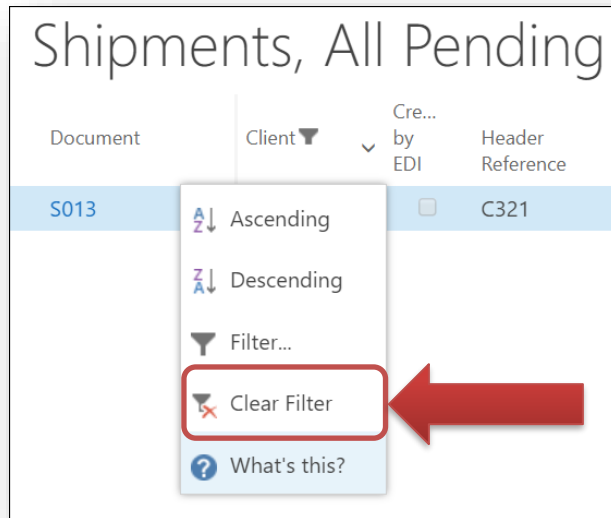 Shipments, All Pending
Document Client Cre... by EDI Header Reference
S013 C321
Ascending
Descending
Filter...
Clear Filter
What's this?